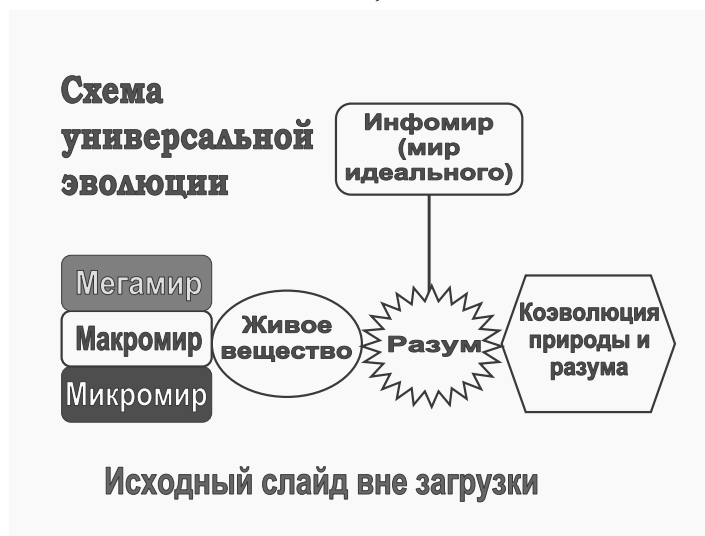 Схема
универсальной
эволюции
Инфомир
(мир
идеального)
Мегамир
Макромир
Микромир
Живое
вещество
Разум
Коэволюция
природы и
разума
Исходный слайд вне загрузки